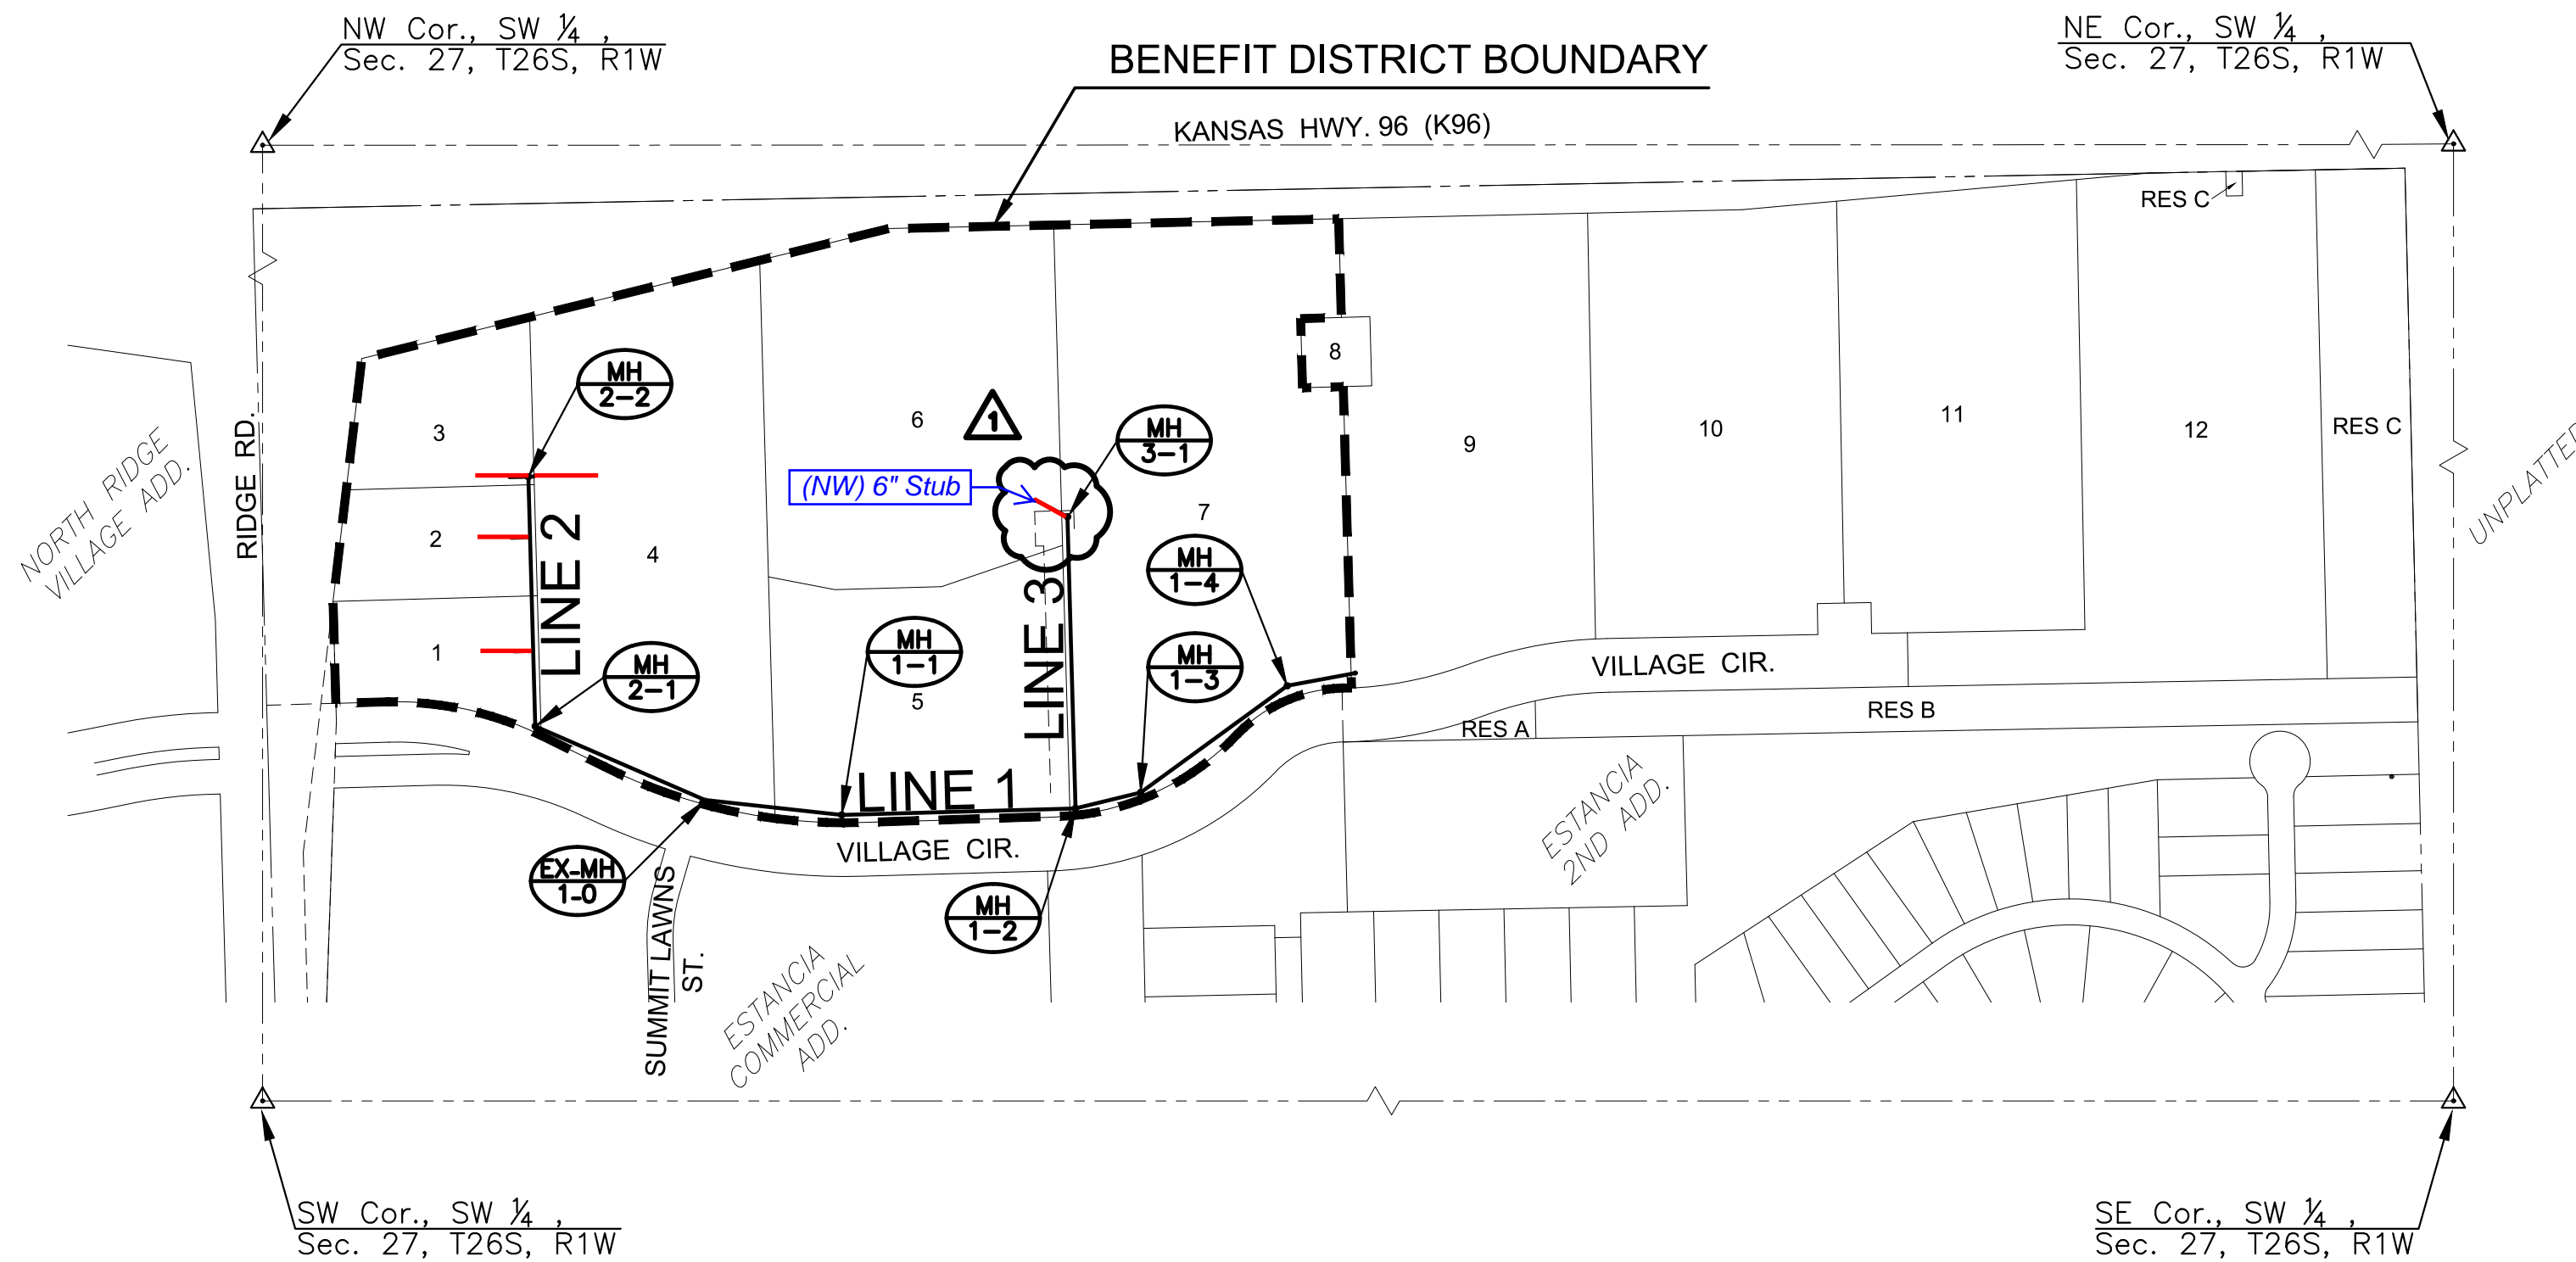 NW Cor., SW ¼ ,
Sec. 27, T26S, R1W
BENEFIT DISTRICT BOUNDARY
NE Cor., SW ¼ ,
Sec. 27, T26S, R1W
KANSAS HWY. 96 (K96)
RES C
NORTH RIDGE
VILLAGE ADD.
RIDGE RD.
3
2
1
MH
2-2
LINE 2
4
MH
2-1
6
1
(NW) 6" Stub
MH
3-1
8
7
MH
1-4
MH
1-3
MH
1-1
5
LINE 3
LINE 1
9
10
11
12
RES C
UNPLATTED
VILLAGE CIR.
RES A
RES B
VILLAGE CIR.
EX-MH
1-0
MH
1-2
SUMMIT LAWNS
ST.
ESTANCIA
COMMERCIAL
ADD.
ESTANCIA
2ND ADD.
SW Cor., SW ¼ ,
Sec. 27, T26S, R1W
SE Cor., SW ¼ ,
Sec. 27, T26S, R1W